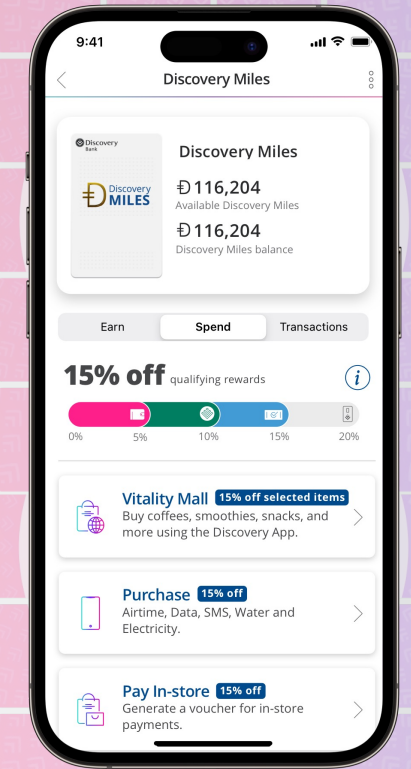 9:41
Discovery Miles
Discovery
Bank
Discovery
MILES
Discovery Miles
116,204
Available Discovery Miles
116,204
Discovery Miles balance
Earn Spend Transactions
15% off qualifying rewards
i
0% 5% 10% 15% 20%
Vitality Mall 15% off selected items
Buy coffees, smoothies, snacks, and
more using the Discovery App.
Purchase 15% off
Airtime, Data, SMS, Water and
Electricity.
Pay In-store 15% off
Generate a voucher for in-store
payments.